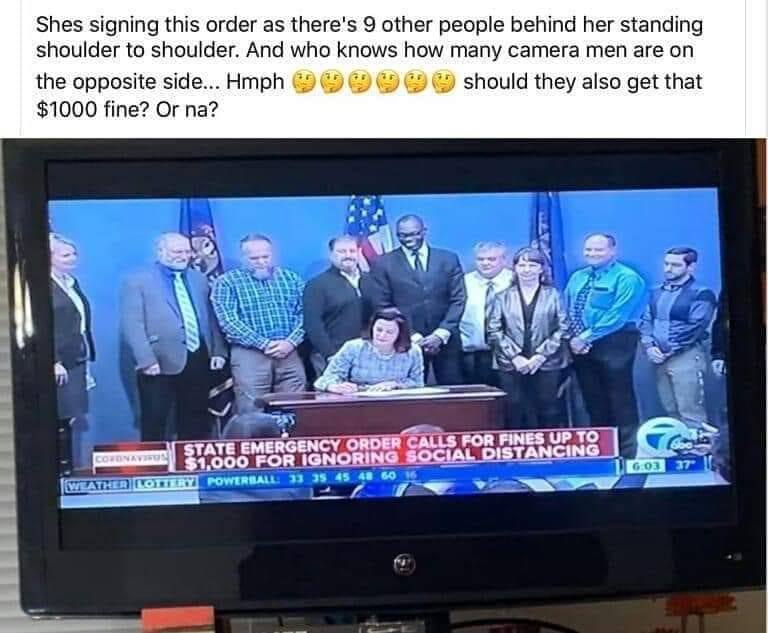 Shes signing this order as there's 9 other people behind her standing
shoulder to shoulder. And who knows how many camera men are on
the opposite side... Hmph 🤔🤔🤔🤔🤔🤔 should they also get that
$1000 fine? Or na?
CORONAVIRUS
STATE EMERGENCY ORDER CALLS FOR FINES UP TO
$1,000 FOR IGNORING SOCIAL DISTANCING
7 abc
6:03 37°
WEATHER LOTTERY POWERBALL: 33 35 45 48 60 16